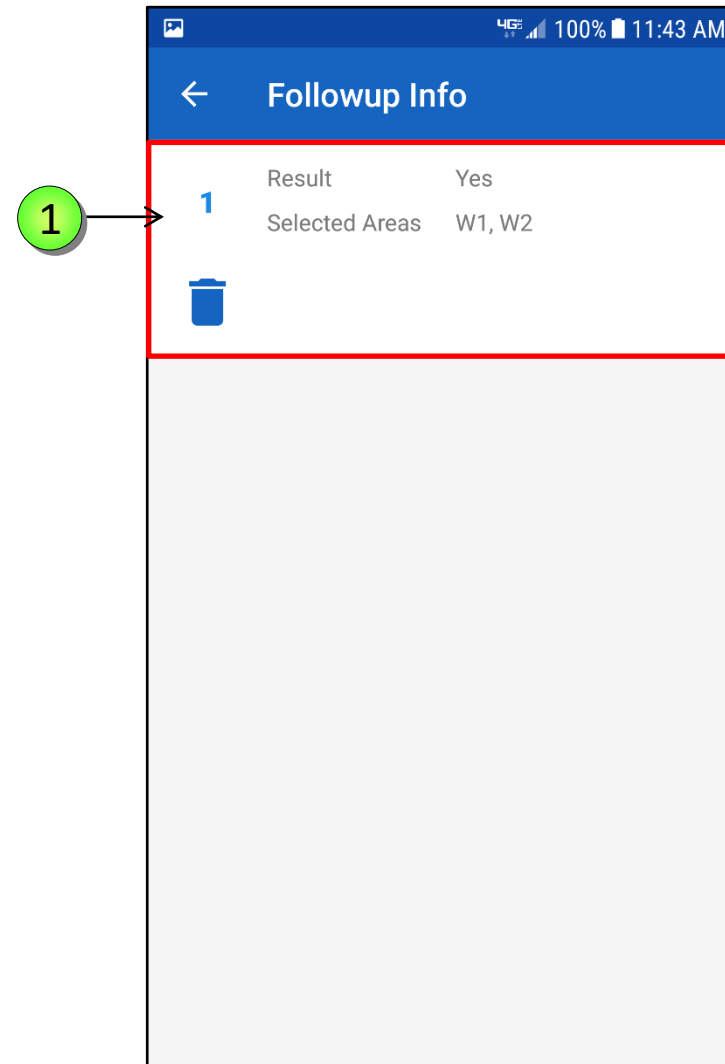 4G 100% 11:43 AM
Followup Info
1
1
Result Yes
Selected Areas W1, W2